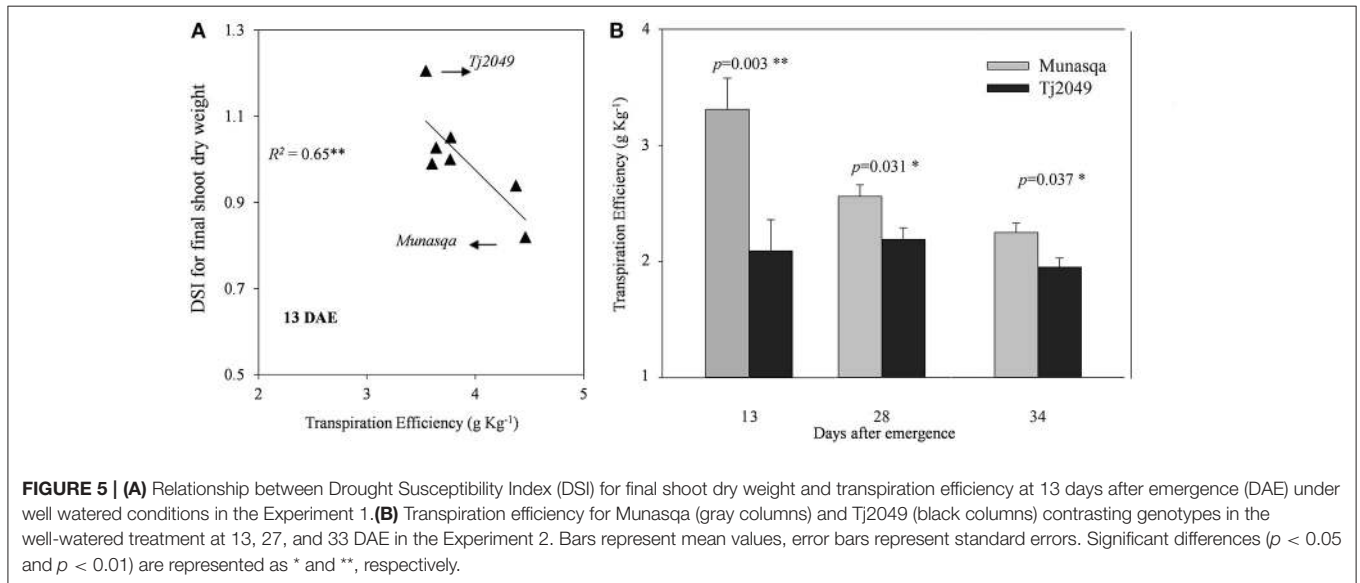 A
1.3
1.1
0.9
0.7
0.5
DSI for final shoot dry weight
Tj2049
R² = 0.65**
Munasqa
13 DAE
2 3 4 5
Transpiration Efficiency (g Kg⁻¹)
B
4
3
2
1
Transpiration Efficiency (g Kg⁻¹)
p=0.003 **
Munasqa
Tj2049
p=0.031 *
p=0.037 *
13 28 34
Days after emergence
FIGURE 5 | (A) Relationship between Drought Susceptibility Index (DSI) for final shoot dry weight and transpiration efficiency at 13 days after emergence (DAE) under
well watered conditions in the Experiment 1.(B) Transpiration efficiency for Munasqa (gray columns) and Tj2049 (black columns) contrasting genotypes in the
well-watered treatment at 13, 27, and 33 DAE in the Experiment 2. Bars represent mean values, error bars represent standard errors. Significant differences (p < 0.05
and p < 0.01) are represented as * and **, respectively.